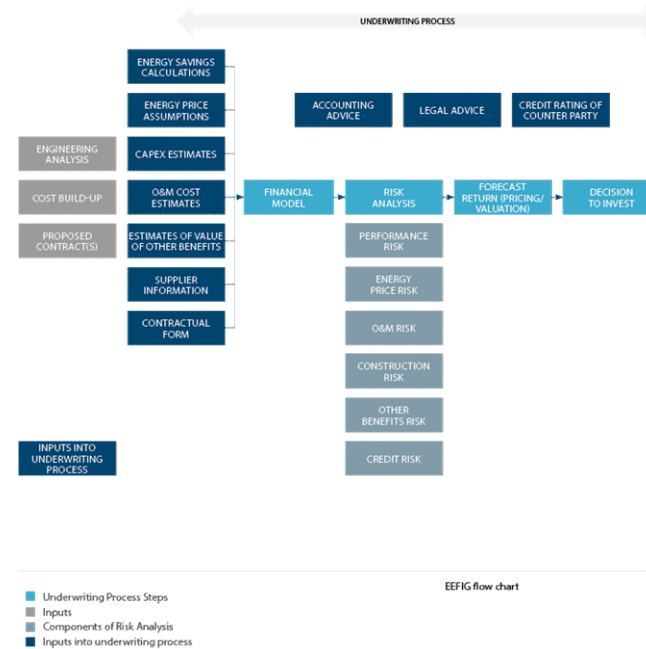 UNDERWRITING PROCESS
ENERGY SAVINGS
CALCULATIONS
ENERGY PRICE
ASSUMPTIONS
ACCOUNTING
ADVICE
LEGAL ADVICE
CREDIT RATING OF
COUNTER PARTY
ENGINEERING
ANALYSIS
CAPEX ESTIMATES
COST BUILD-UP
O&M COST
ESTIMATES
FINANCIAL
MODEL
RISK
ANALYSIS
FORECAST
RETURN (PRICING/
VALUATION)
DECISION
TO INVEST
PROPOSED
CONTRACT(S)
ESTIMATES OF VALUE
OF OTHER BENEFITS
PERFORMANCE
RISK
SUPPLIER
INFORMATION
ENERGY
PRICE RISK
CONTRACTUAL
FORM
O&M RISK
CONSTRUCTION
RISK
OTHER
BENEFITS RISK
INPUTS INTO
UNDERWRITING
PROCESS
CREDIT RISK
EEFIG flow chart
Underwriting Process Steps
Inputs
Components of Risk Analysis
Inputs into underwriting process